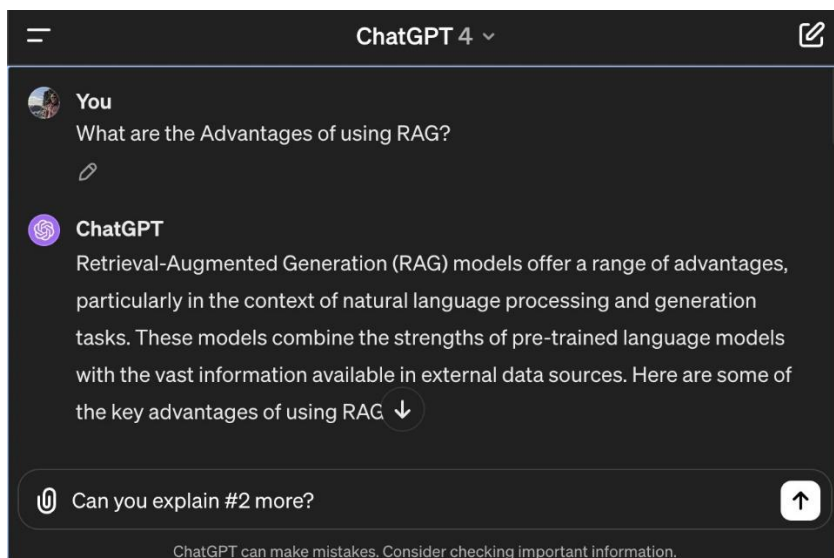 ChatGPT 4
You
What are the Advantages of using RAG?
ChatGPT
Retrieval-Augmented Generation (RAG) models offer a range of advantages,
particularly in the context of natural language processing and generation
tasks. These models combine the strengths of pre-trained language models
with the vast information available in external data sources. Here are some of
the key advantages of using RAG
Can you explain #2 more?
ChatGPT can make mistakes. Consider checking important information.